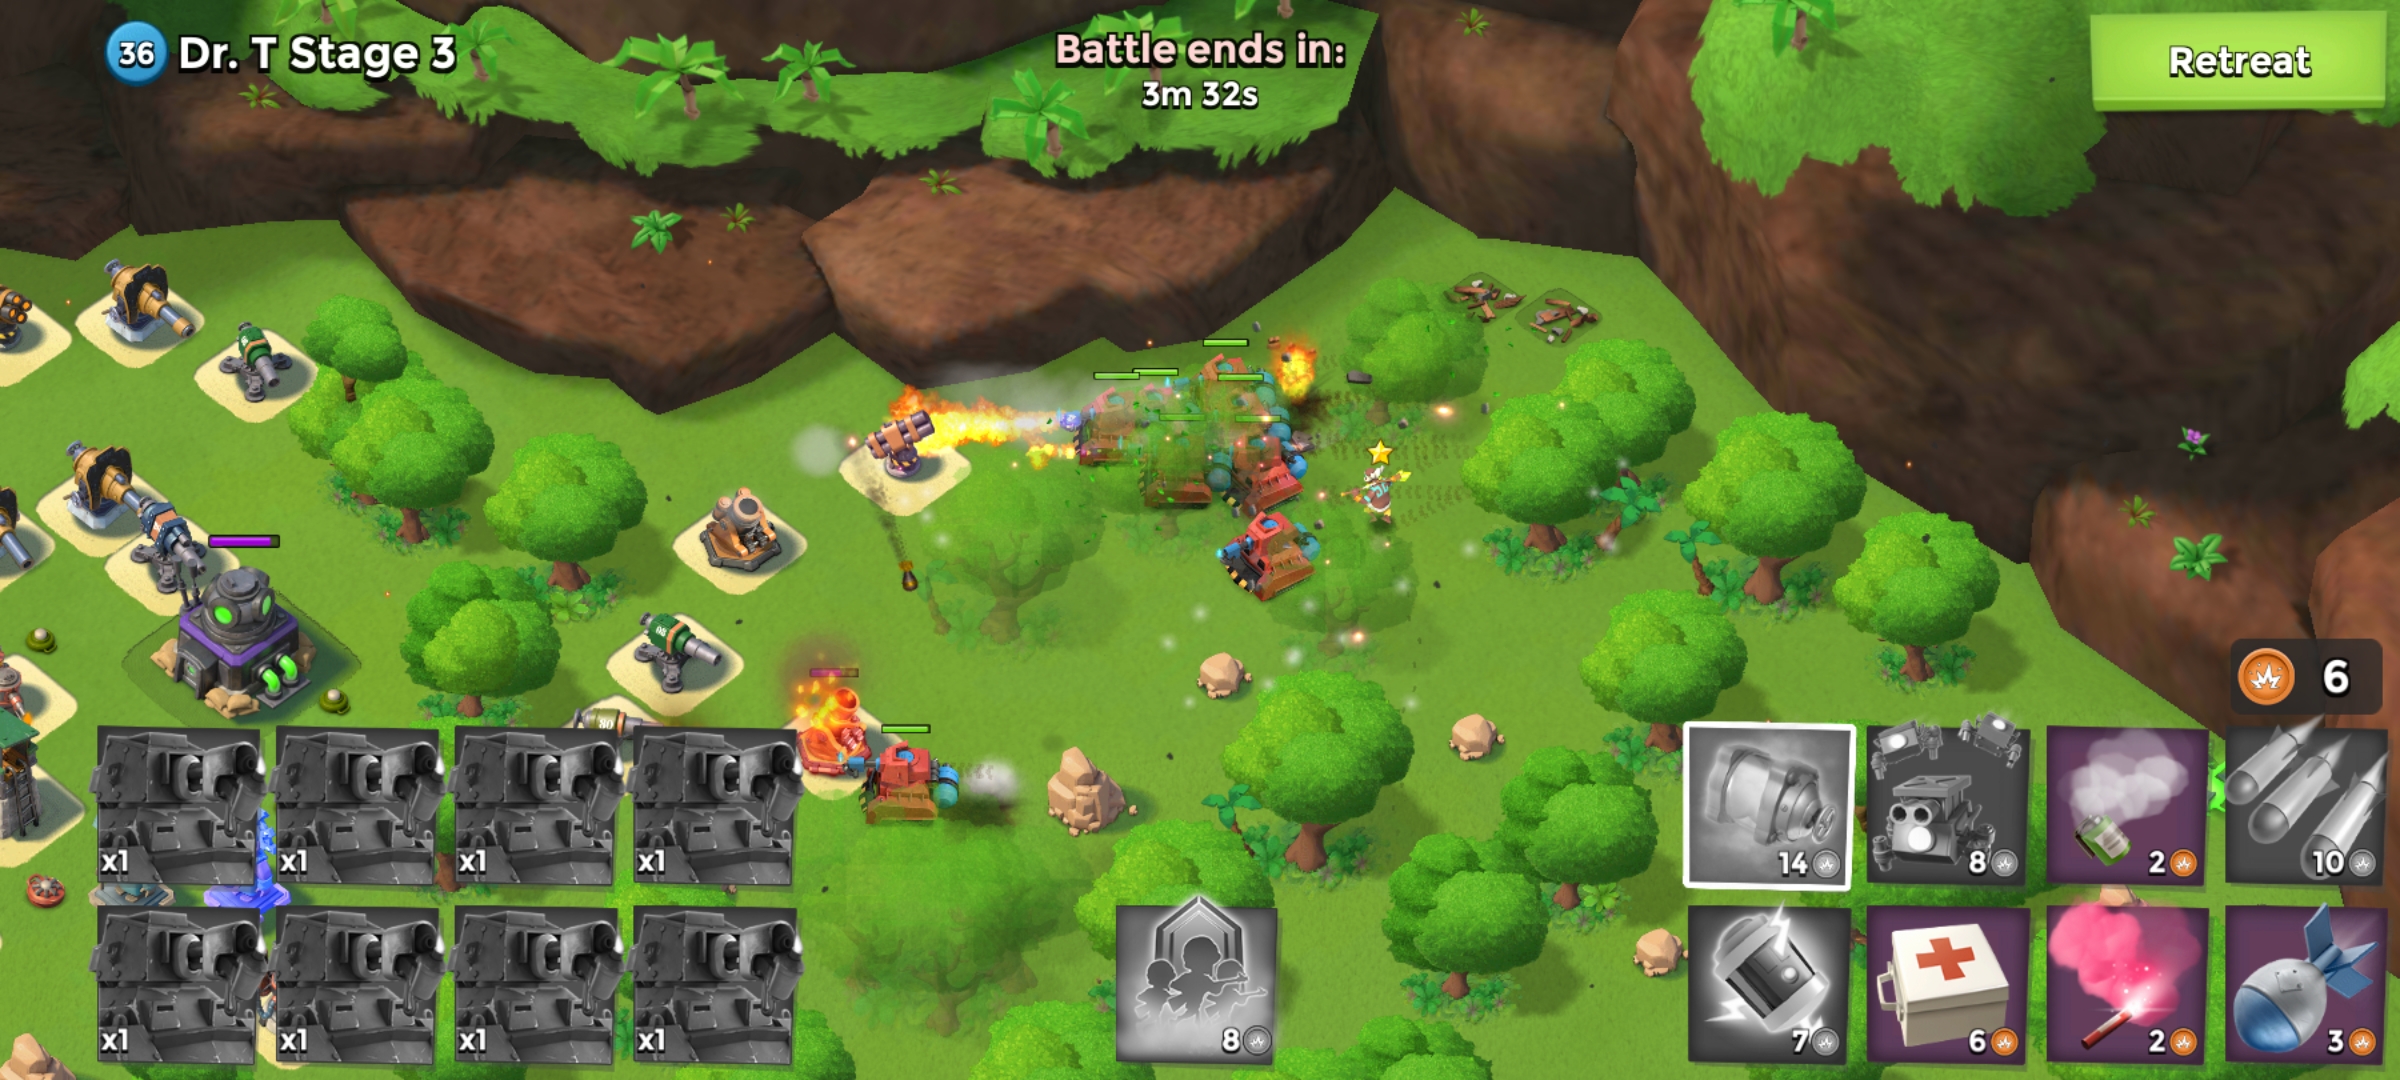 36 Dr. T Stage 3
Battle ends in:
3m 32s
Retreat
6
x1 x1 x1 x1
14 8 2 10
x1 x1 x1 x1
8
7 6 2 3